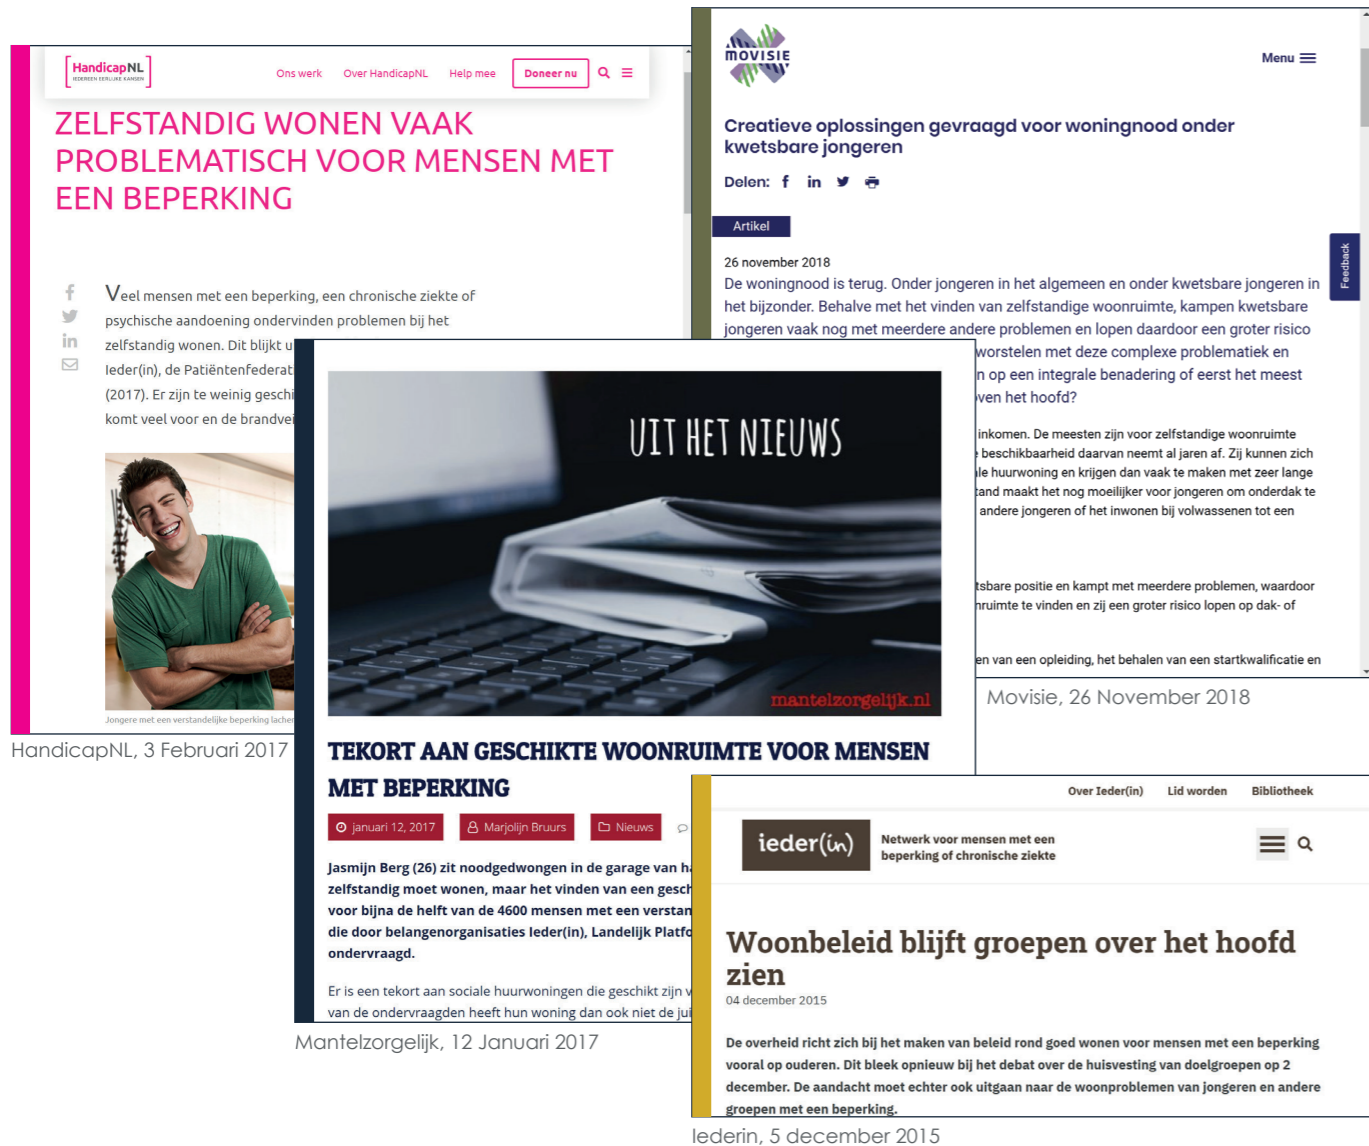 HandicapNL
IEDEREEN EERLIJKE KANSEN
Ons werk Over HandicapNL Help mee Doneer nu
ZELFSTANDIG WONEN VAAK
PROBLEMATISCH VOOR MENSEN MET
EEN BEPERKING
Veel mensen met een beperking, een chronische ziekte of
psychische aandoening ondervinden problemen bij het
zelfstandig wonen. Dit blijkt
Ieder(in), de Patiëntenfederat
(2017). Er zijn te weinig geschi
komt veel voor en de brandvei
Jongere met een verstandelijke beperking lachen
HandicapNL, 3 Februari 2017
MOVISIE
Menu
Creatieve oplossingen gevraagd voor woningnood onder
kwetsbare jongeren
Delen:
Artikel
Feedback
26 november 2018
De woningnood is terug. Onder jongeren in het algemeen en onder kwetsbare jongeren in
het bijzonder. Behalve met het vinden van zelfstandige woonruimte, kampen kwetsbare
jongeren vaak nog met meerdere andere problemen en lopen daardoor een groter risico
worstelen met deze complexe problematiek en
n op een integrale benadering of eerst het meest
ven het hoofd?
inkomen. De meesten zijn voor zelfstandige woonruimte
beschikbaarheid daarvan neemt al jaren af. Zij kunnen zich
le huurwoning en krijgen dan vaak te maken met zeer lange
tand maakt het nog moeilijker voor jongeren om onderdak te
andere jongeren of het inwonen bij volwassenen tot een
tsbare positie en kampt met meerdere problemen, waardoor
nruimte te vinden en zij een groter risico lopen op dak- of
en van een opleiding, het behalen van een startkwalificatie en
Movisie, 26 November 2018
UIT HET NIEUWS
mantelzorgelijk.nl
TEKORT AAN GESCHIKTE WOONRUIMTE VOOR MENSEN
MET BEPERKING
januari 12, 2017 Marjolijn Bruurs Nieuws
Jasmijn Berg (26) zit noodgedwongen in de garage van ha
zelfstandig moet wonen, maar het vinden van een gesch
voor bijna de helft van de 4600 mensen met een verstan
die door belangenorganisaties Ieder(in), Landelijk Platfo
ondervraagd.
Er is een tekort aan sociale huurwoningen die geschikt zijn v
van de ondervraagden heeft hun woning dan ook niet de jui
Mantelzorgelijk, 12 Januari 2017
Over Ieder(in) Lid worden Bibliotheek
ieder(in)
Netwerk voor mensen met een
beperking of chronische ziekte
Woonbeleid blijft groepen over het hoofd
zien
04 december 2015
De overheid richt zich bij het maken van beleid rond goed wonen voor mensen met een beperking
vooral op ouderen. Dit bleek opnieuw bij het debat over de huisvesting van doelgroepen op 2
december. De aandacht moet echter ook uitgaan naar de woonproblemen van jongeren en andere
groepen met een beperking.
Iederin, 5 december 2015